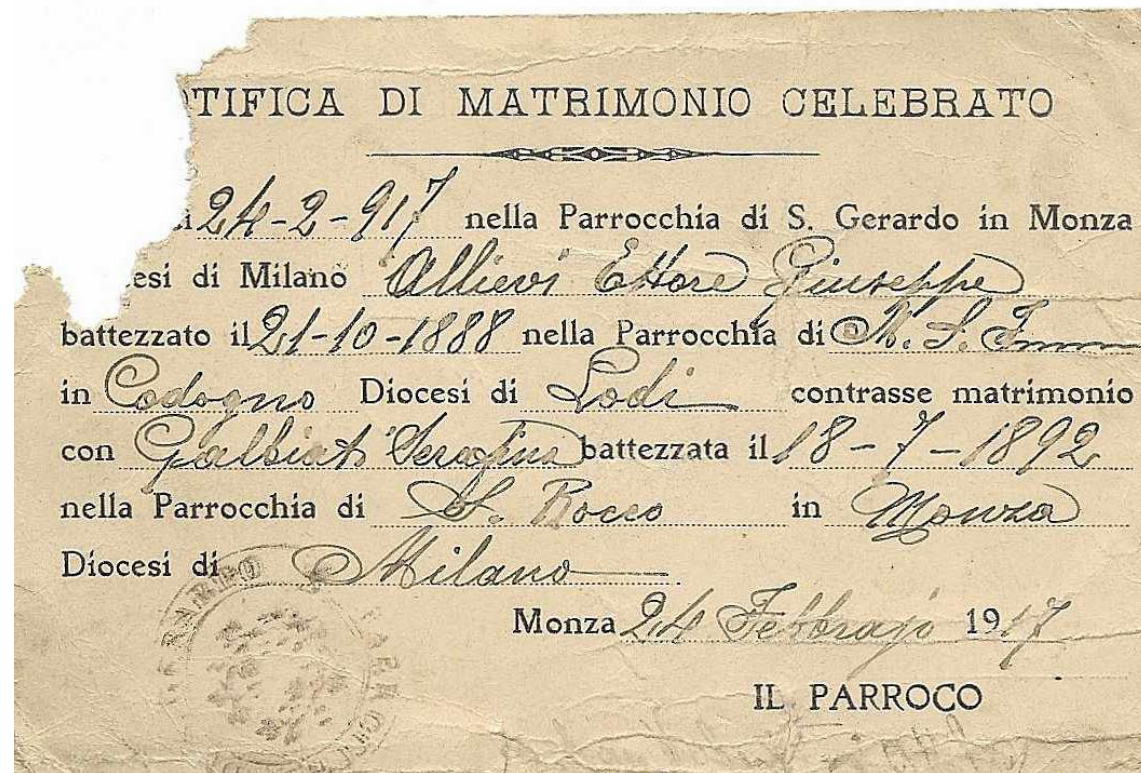 TIFICA DI MATRIMONIO CELEBRATO
24-2-917 nella Parrocchia di S. Gerardo in Monza
esi di Milano Allievi Ettore Giuseppe
battezzato il 21-10-1888 nella Parrocchia di N. S. Imm
in Codogno Diocesi di Lodi contrasse matrimonio
con Galbiati Serafina battezzata il 18-7-1892
nella Parrocchia di S. Rocco in Monza
Diocesi di Milano
Monza 24 Febbrajo 1917
IL PARROCO